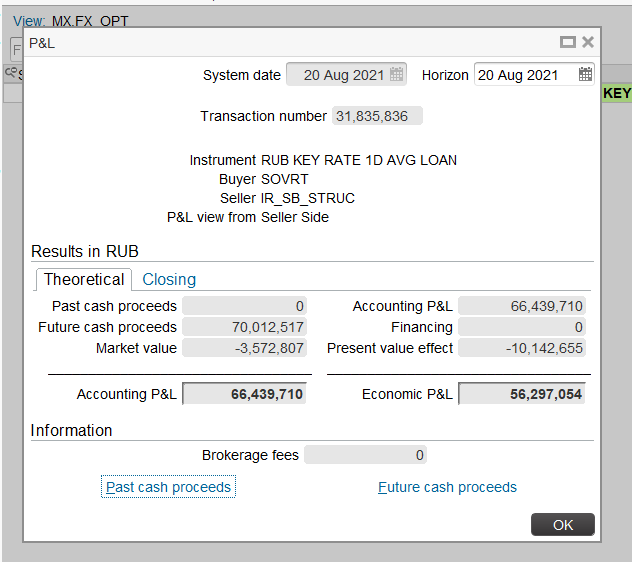 View: MX.FX_OPT
P&L
System date 20 Aug 2021 Horizon 20 Aug 2021
KEY
Transaction number 31,835,836
Instrument RUB KEY RATE 1D AVG LOAN
Buyer SOVRT
Seller IR_SB_STRUC
P&L view from Seller Side
Results in RUB
Theoretical Closing
Past cash proceeds 0 Accounting P&L 66,439,710
Future cash proceeds 70,012,517 Financing 0
Market value -3,572,807 Present value effect -10,142,655
Accounting P&L 66,439,710 Economic P&L 56,297,054
Information
Brokerage fees 0
Past cash proceeds Future cash proceeds
OK